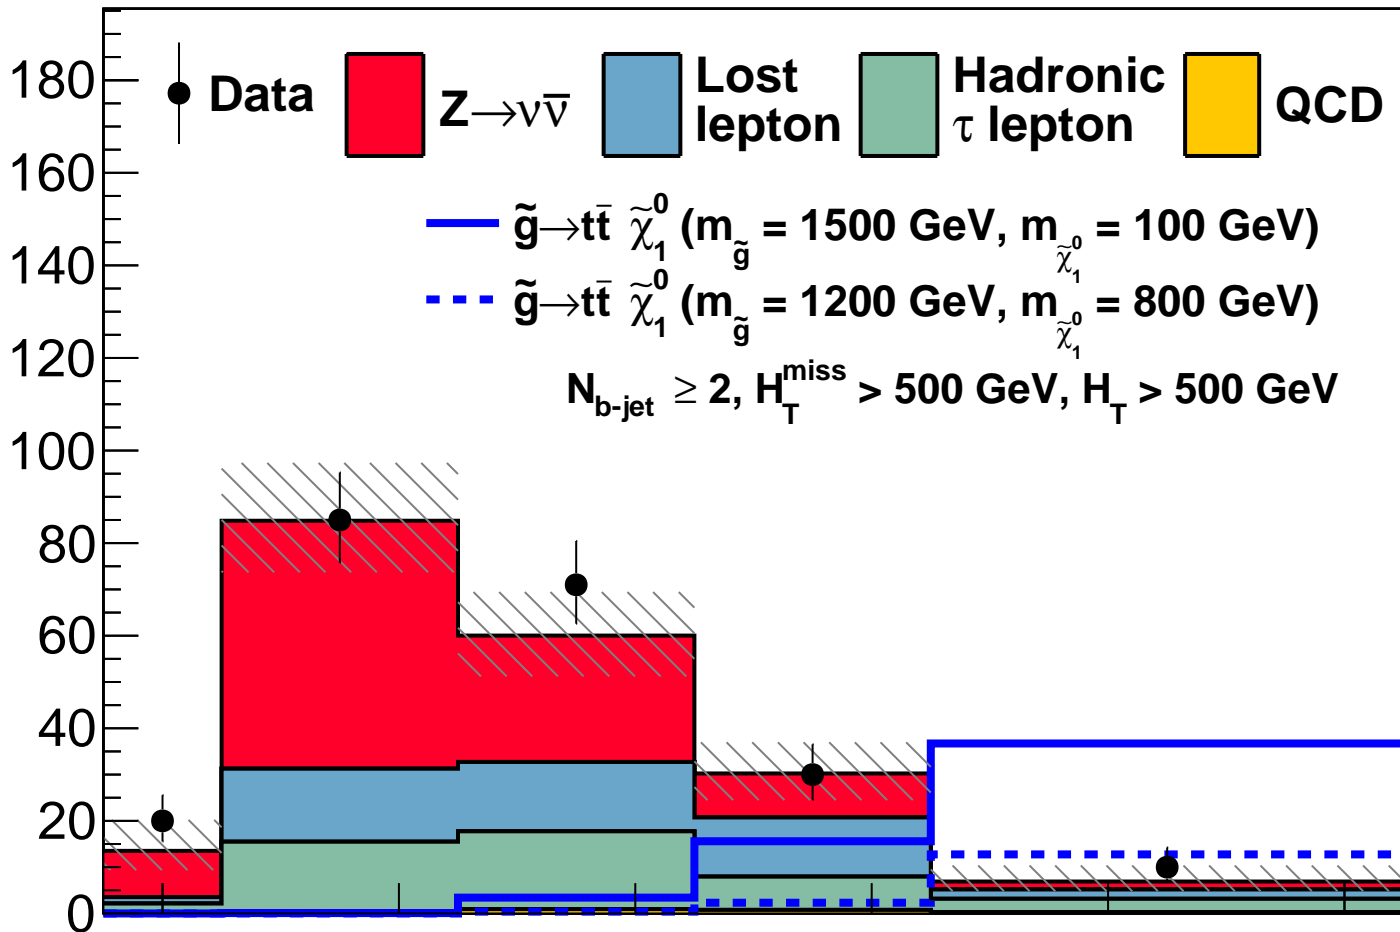 180
160
140
120
100
80
60
40
20
0
Data
Z→νν̅
Lost
lepton
Hadronic
τ lepton
QCD
g̃→tt̅ χ̃₁⁰ (m_g̃ = 1500 GeV, m_χ̃₁⁰ = 100 GeV)
g̃→tt̅ χ̃₁⁰ (m_g̃ = 1200 GeV, m_χ̃₁⁰ = 800 GeV)
N_b-jet ≥ 2, H_T^miss > 500 GeV, H_T > 500 GeV